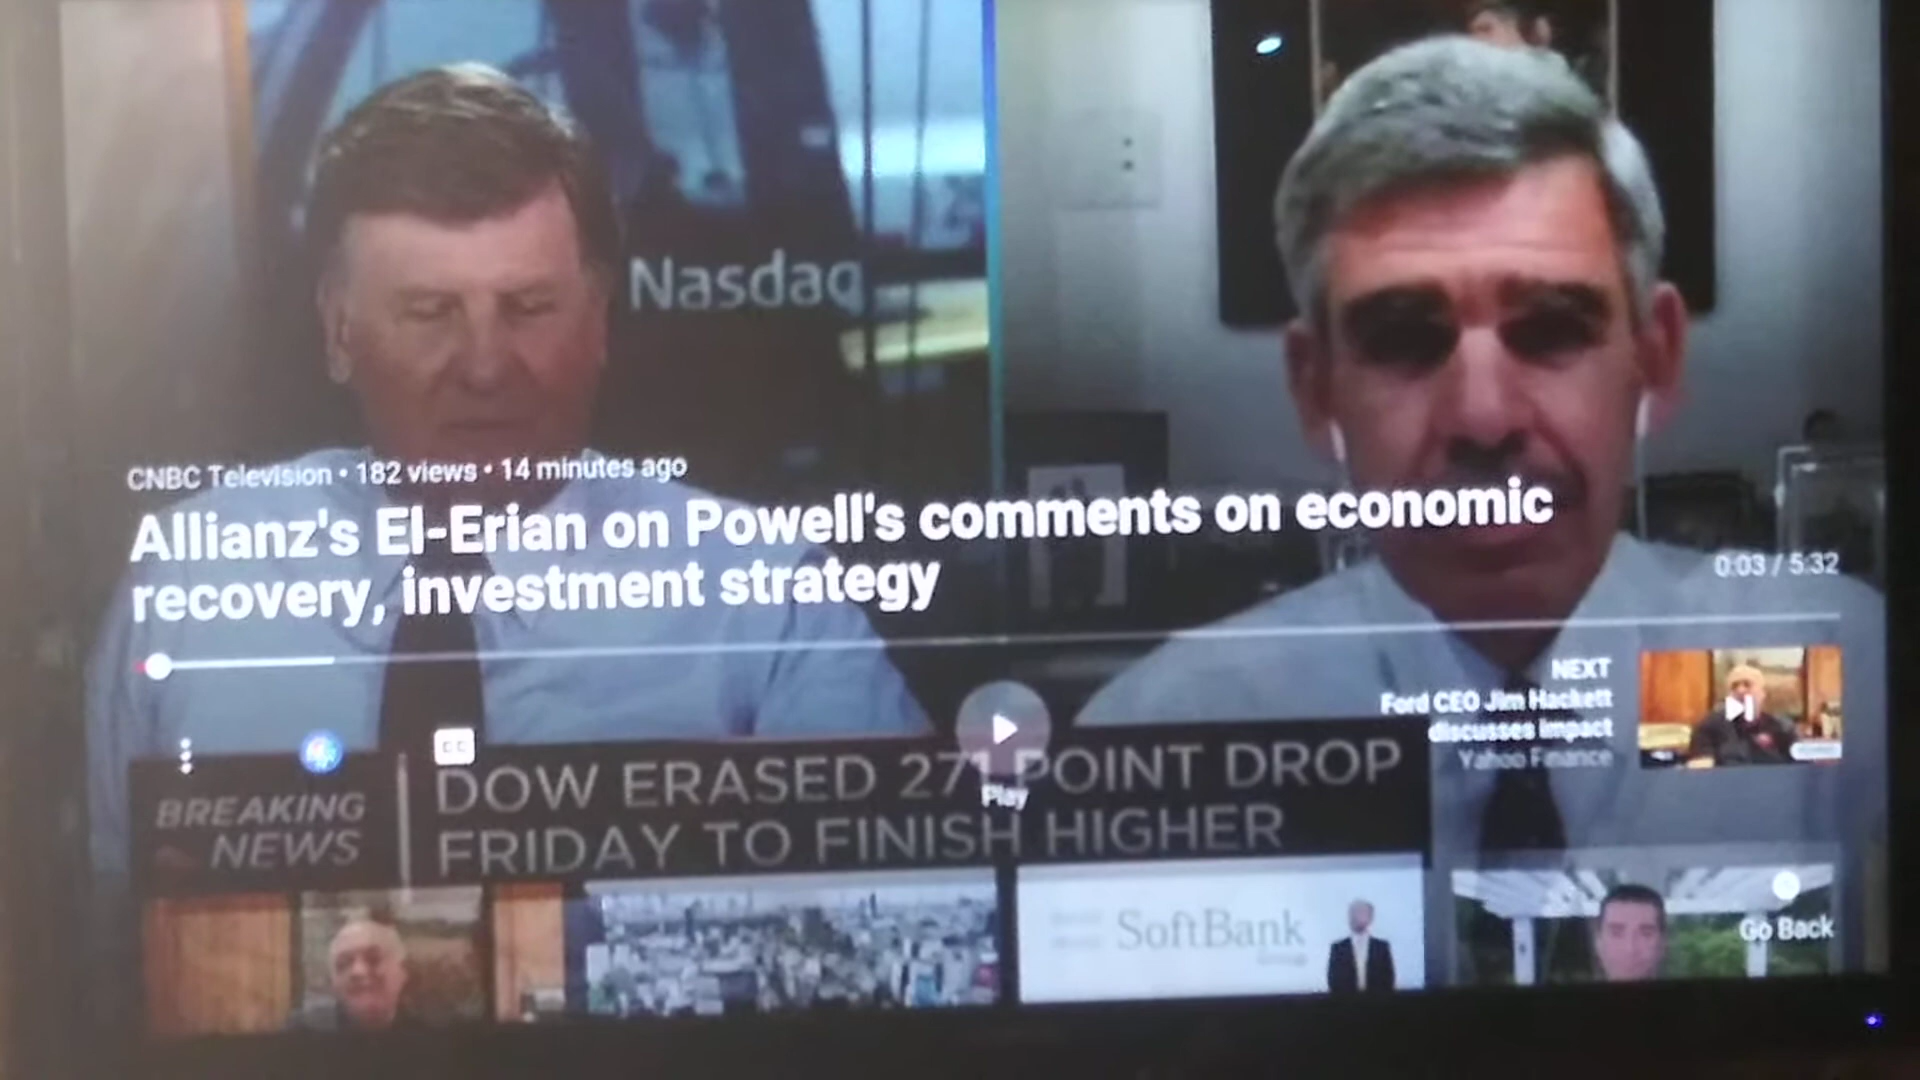 Nasdaq
CNBC Television • 182 views • 14 minutes ago
Allianz's El-Erian on Powell's comments on economic
recovery, investment strategy
0:03 / 5:32
NEXT
Ford CEO Jim Hackett
discusses impact
Yahoo Finance
CC
Play
BREAKING
NEWS
DOW ERASED 271 POINT DROP
FRIDAY TO FINISH HIGHER
SoftBank
Group
Go Back